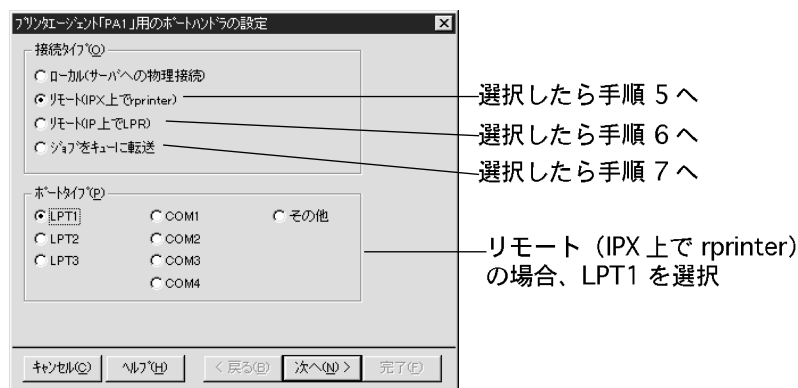 プリンタエージェント「PA1」用のポートハンドラの設定
接続タイプ(O)
ローカル(サーバへの物理接続)
リモート(IPX上でrprinter)
リモート(IP上でLPR)
ジョブをキューに転送
選択したら手順 5 へ
選択したら手順 6 へ
選択したら手順 7 へ
ポートタイプ(P)
LPT1 COM1 その他
LPT2 COM2
LPT3 COM3
COM4
リモート(IPX 上で rprinter)
の場合、LPT1 を選択
キャンセル(C) ヘルプ(H) < 戻る(B) 次へ(N) > 完了(F)